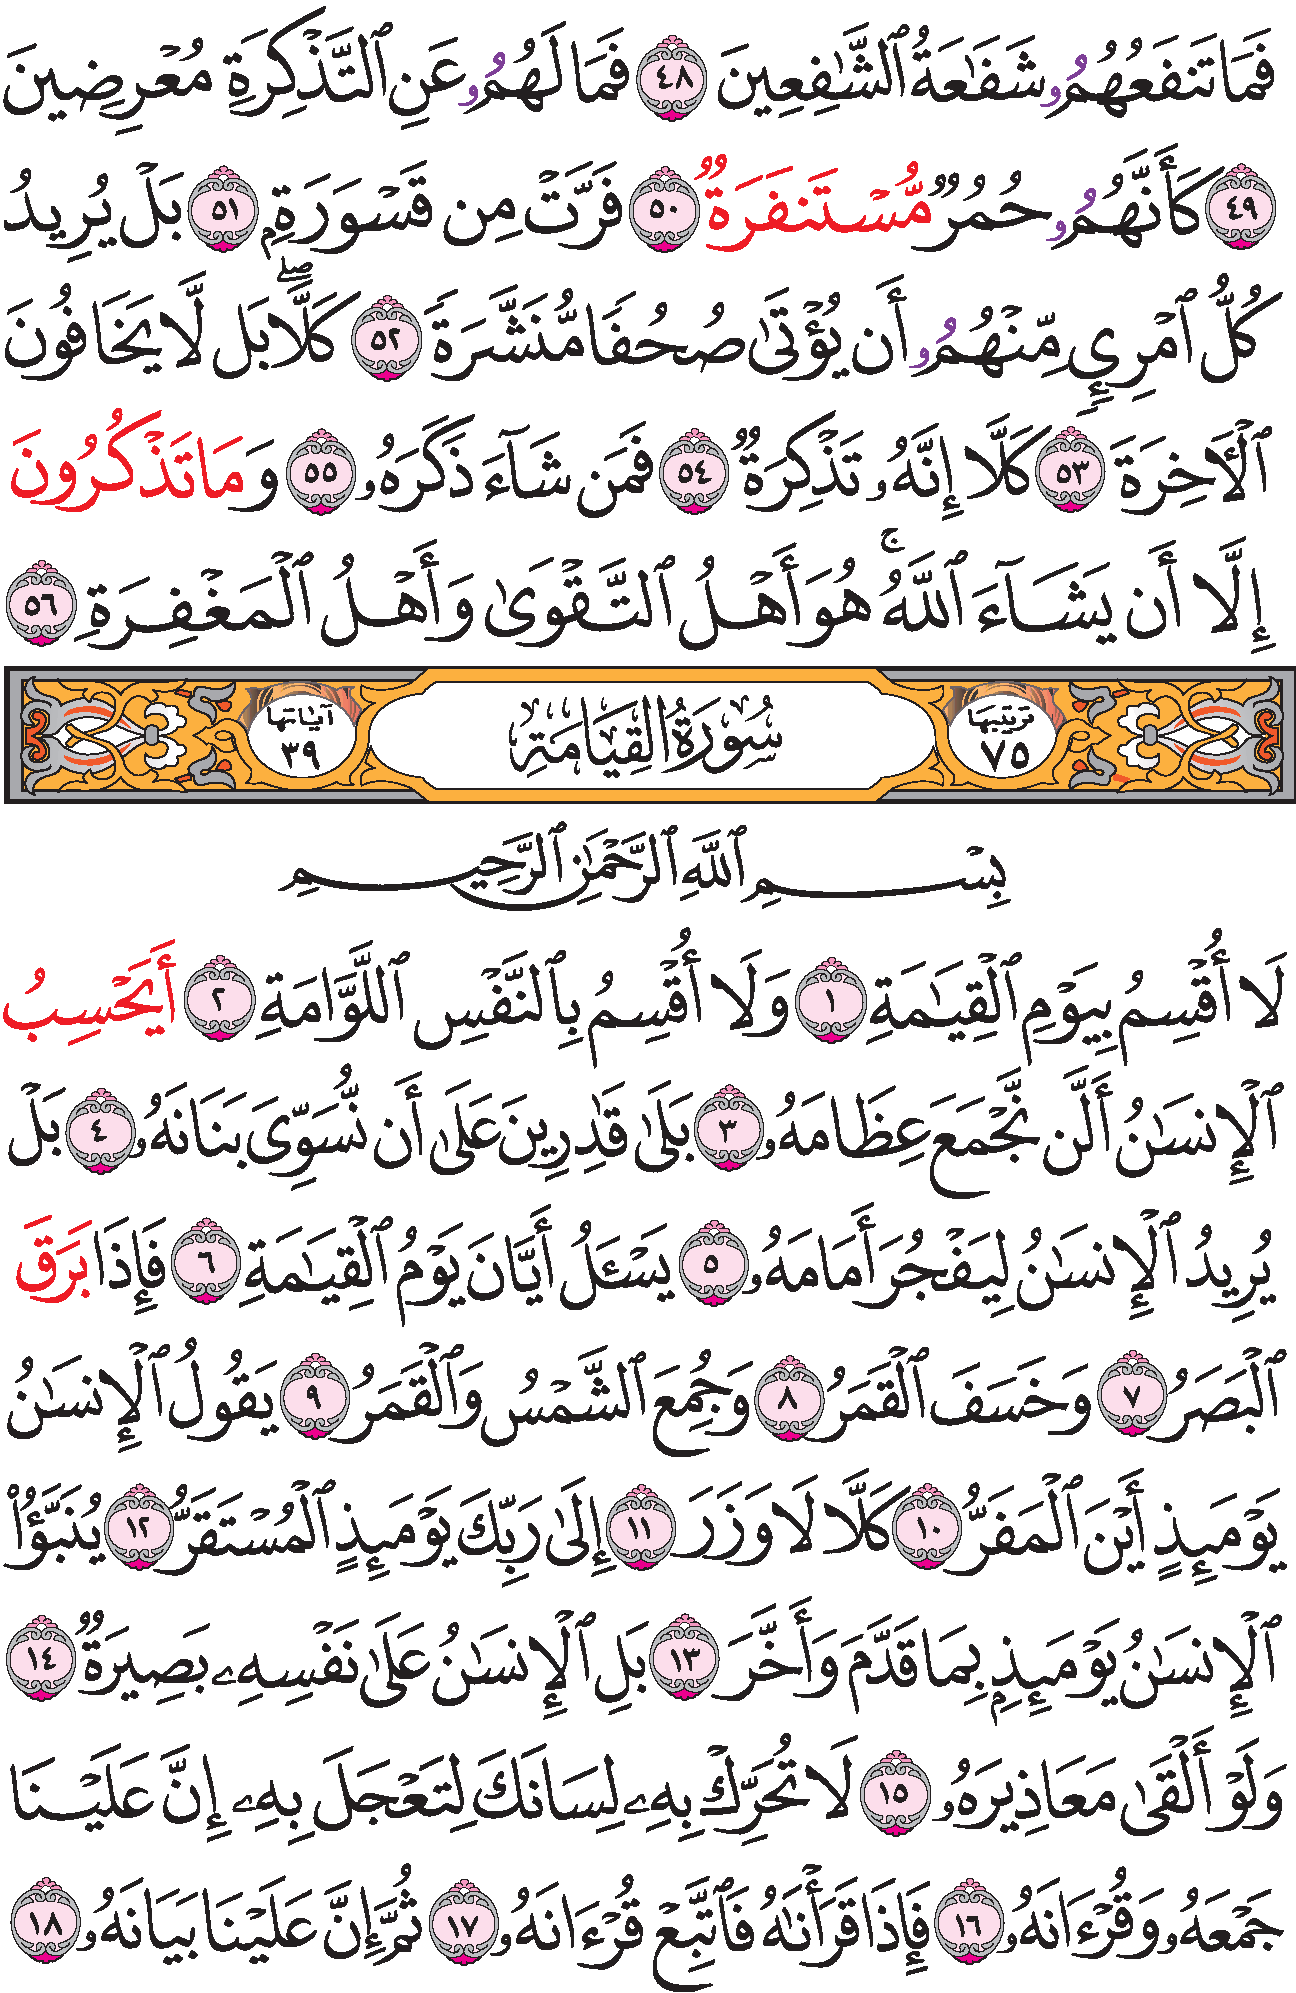 فَمَا تَنفَعُهُمُۥ شَفَٰعَةُ ٱلشَّٰفِعِينَ ٤٨ فَمَا لَهُمُۥ عَنِ ٱلتَّذْكِرَةِ مُعْرِضِينَ
٤٩ كَأَنَّهُمُۥ حُمُرٌ مُّسْتَنفَرَةٌ ٥٠ فَرَّتْ مِن قَسْوَرَةِۭ ٥١ بَلْ يُرِيدُ
كُلُّ ٱمْرِيٕٖ مِّنْهُمُۥ أَن يُؤْتَىٰ صُحُفًا مُّنَشَّرَةً ٥٢ كَلَّاۖ بَل لَّا يَخَافُونَ
ٱلْأَخِرَةَ ٥٣ كَلَّا إِنَّهُۥ تَذْكِرَةٌ ٥٤ فَمَن شَآءَ ذَكَرَهُۥ ٥٥ وَمَا تَذْكُرُونَ
إِلَّا أَن يَشَآءَ ٱللَّهُۚ هُوَ أَهْلُ ٱلتَّقْوَىٰ وَأَهْلُ ٱلْمَغْفِرَةِ ٥٦
ترتيبها ٧٥ سُورَةُ القِيَامَةِ آياتها ٣٩
بِسْمِ ٱللَّهِ ٱلرَّحْمَٰنِ ٱلرَّحِيمِ
لَا أُقْسِمُ بِيَوْمِ ٱلْقِيَٰمَةِ ١ وَلَا أُقْسِمُ بِٱلنَّفْسِ ٱللَّوَّامَةِ ٢ أَيَحْسِبُ
ٱلْإِنسَٰنُ أَلَّن نَّجْمَعَ عِظَامَهُۥ ٣ بَلَىٰ قَٰدِرِينَ عَلَىٰ أَن نُّسَوِّىَ بَنَانَهُۥ ٤ بَلْ
يُرِيدُ ٱلْإِنسَٰنُ لِيَفْجُرَ أَمَامَهُۥ ٥ يَسْـَٔلُ أَيَّانَ يَوْمُ ٱلْقِيَٰمَةِ ٦ فَإِذَا بَرَقَ
ٱلْبَصَرُ ٧ وَخَسَفَ ٱلْقَمَرُ ٨ وَجُمِعَ ٱلشَّمْسُ وَٱلْقَمَرُ ٩ يَقُولُ ٱلْإِنسَٰنُ
يَوْمَئِذٍ أَيْنَ ٱلْمَفَرُّ ١٠ كَلَّا لَا وَزَرَ ١١ إِلَىٰ رَبِّكَ يَوْمَئِذٍ ٱلْمُسْتَقَرُّ ١٢ يُنَبَّؤُاْ
ٱلْإِنسَٰنُ يَوْمَئِذِۭ بِمَا قَدَّمَ وَأَخَّرَ ١٣ بَلِ ٱلْإِنسَٰنُ عَلَىٰ نَفْسِهِۦ بَصِيرَةٌ ١٤
وَلَوْ أَلْقَىٰ مَعَاذِيرَهُۥ ١٥ لَا تُحَرِّكْ بِهِۦ لِسَانَكَ لِتَعْجَلَ بِهِۦ إِنَّ عَلَيْنَا
جَمْعَهُۥ وَقُرْءَانَهُۥ ١٦ فَإِذَا قَرَأْنَٰهُ فَٱتَّبِعْ قُرْءَانَهُۥ ١٧ ثُمَّ إِنَّ عَلَيْنَا بَيَانَهُۥ ١٨